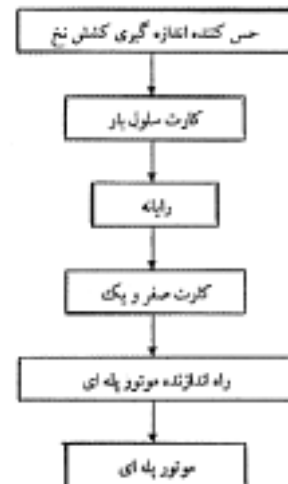 حس کننده اندازه گیری کشش نخ
کارت سلول بار
رایانه
کارت صفر و یک
راه اندازنده موتور پله ای
موتور پله ای